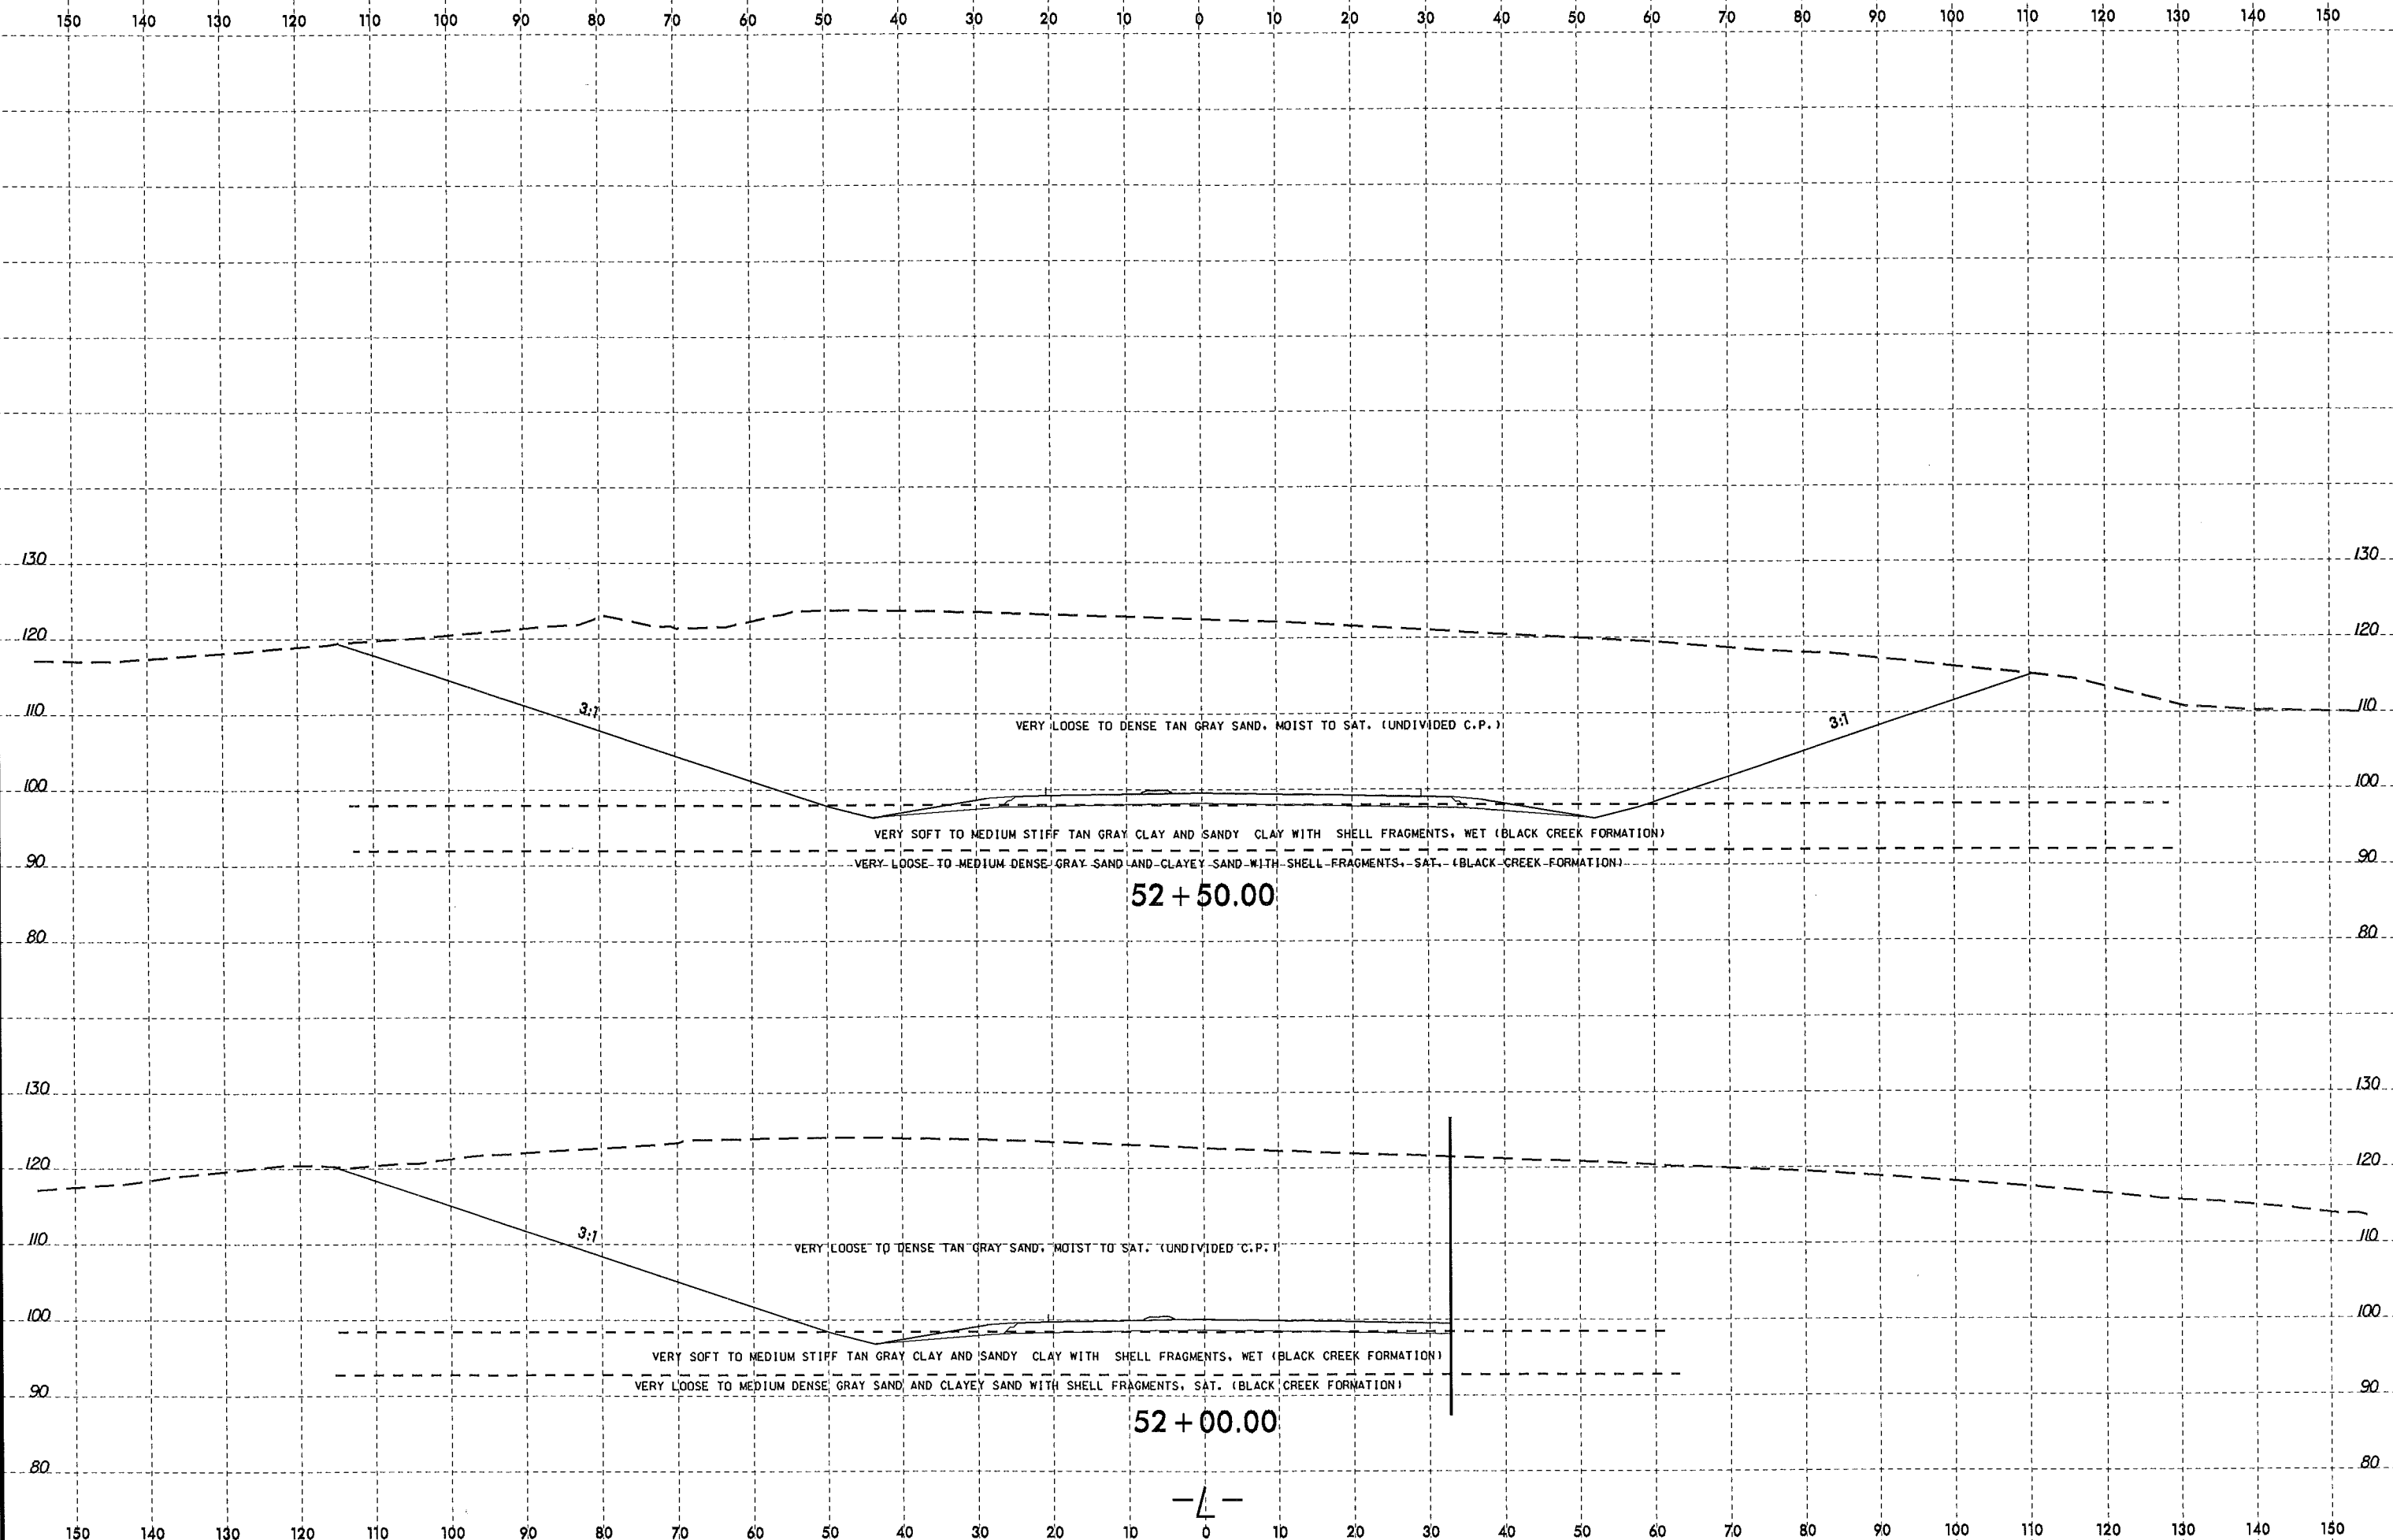 150 140 130 120 110 100 90 80 70 60 50 40 30 20 10 0 10 20 30 40 50 60 70 80 90 100 110 120 130 140 150
130 130
120 120
110 3:1 3:1 110
VERY LOOSE TO DENSE TAN GRAY SAND, MOIST TO SAT. (UNDIVIDED C.P.)
100 100
VERY SOFT TO MEDIUM STIFF TAN GRAY CLAY AND SANDY CLAY WITH SHELL FRAGMENTS, WET (BLACK CREEK FORMATION)
90 VERY LOOSE TO MEDIUM DENSE GRAY SAND AND CLAYEY SAND WITH SHELL FRAGMENTS, SAT. (BLACK CREEK FORMATION) 90
52+50.00
80 80
130 130
120 120
3:1
110 VERY LOOSE TO DENSE TAN GRAY SAND, MOIST TO SAT. (UNDIVIDED C.P.) 110
100 100
VERY SOFT TO MEDIUM STIFF TAN GRAY CLAY AND SANDY CLAY WITH SHELL FRAGMENTS, WET (BLACK CREEK FORMATION)
90 VERY LOOSE TO MEDIUM DENSE GRAY SAND AND CLAYEY SAND WITH SHELL FRAGMENTS, SAT. (BLACK CREEK FORMATION) 90
52+00.00
80 80
-L-
150 140 130 120 110 100 90 80 70 60 50 40 30 20 10 0 10 20 30 40 50 60 70 80 90 100 110 120 130 140 150